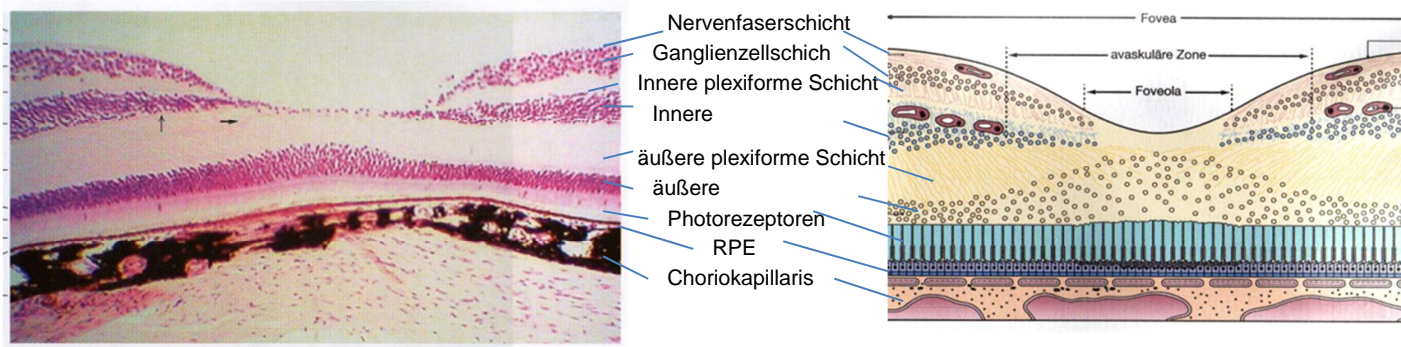 Nervenfaserschicht
Ganglienzellschich
Innere plexiforme Schicht
Innere
äußere plexiforme Schicht
äußere
Photorezeptoren
RPE
Choriokapillaris
Fovea
avaskuläre Zone
Foveola